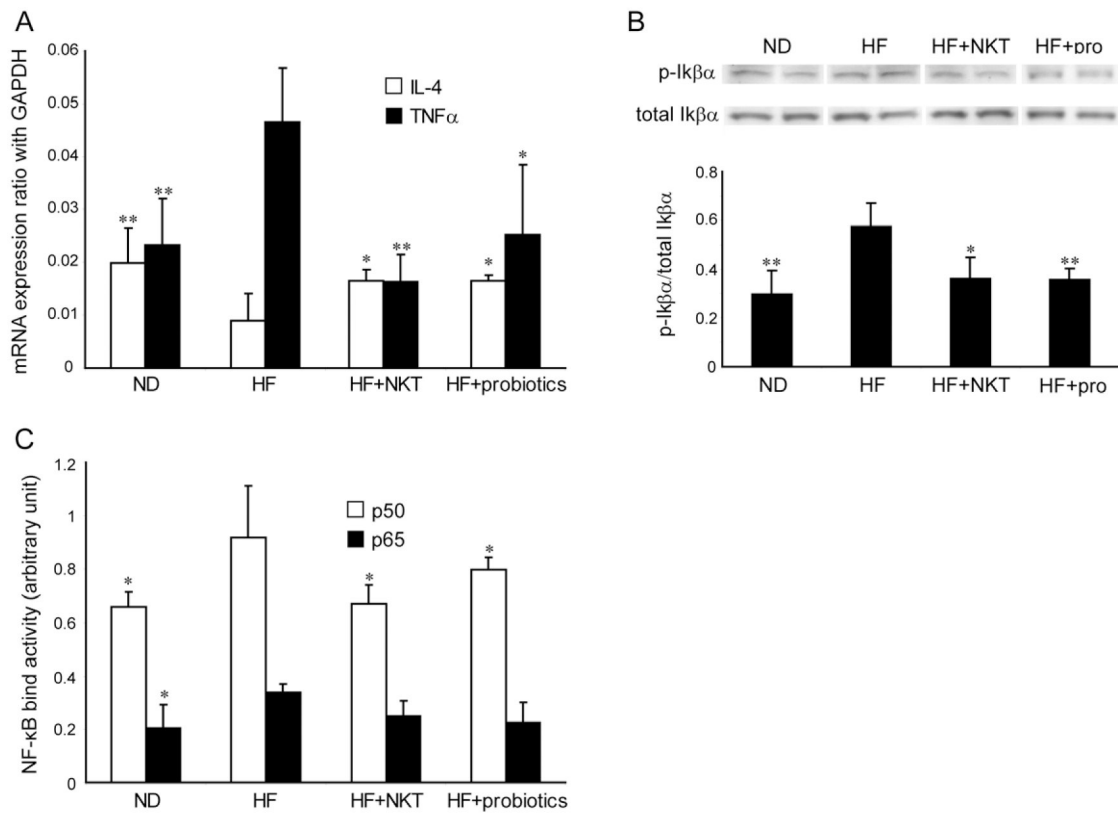 A
mRNA expression ratio with GAPDH
0.06
0.05
0.04
0.03
0.02
0.01
0
IL-4
TNFα
** ** * ** * *
ND HF HF+NKT HF+probiotics
B
ND HF HF+NKT HF+pro
p-Ikβα
total Ikβα
p-Ikβα/total Ikβα
0.8
0.6
0.4
0.2
0
** * **
ND HF HF+NKT HF+pro
C
NF-κB bind activity (arbitrary unit)
1.2
1
0.8
0.6
0.4
0.2
0
p50
p65
* * * *
ND HF HF+NKT HF+probiotics